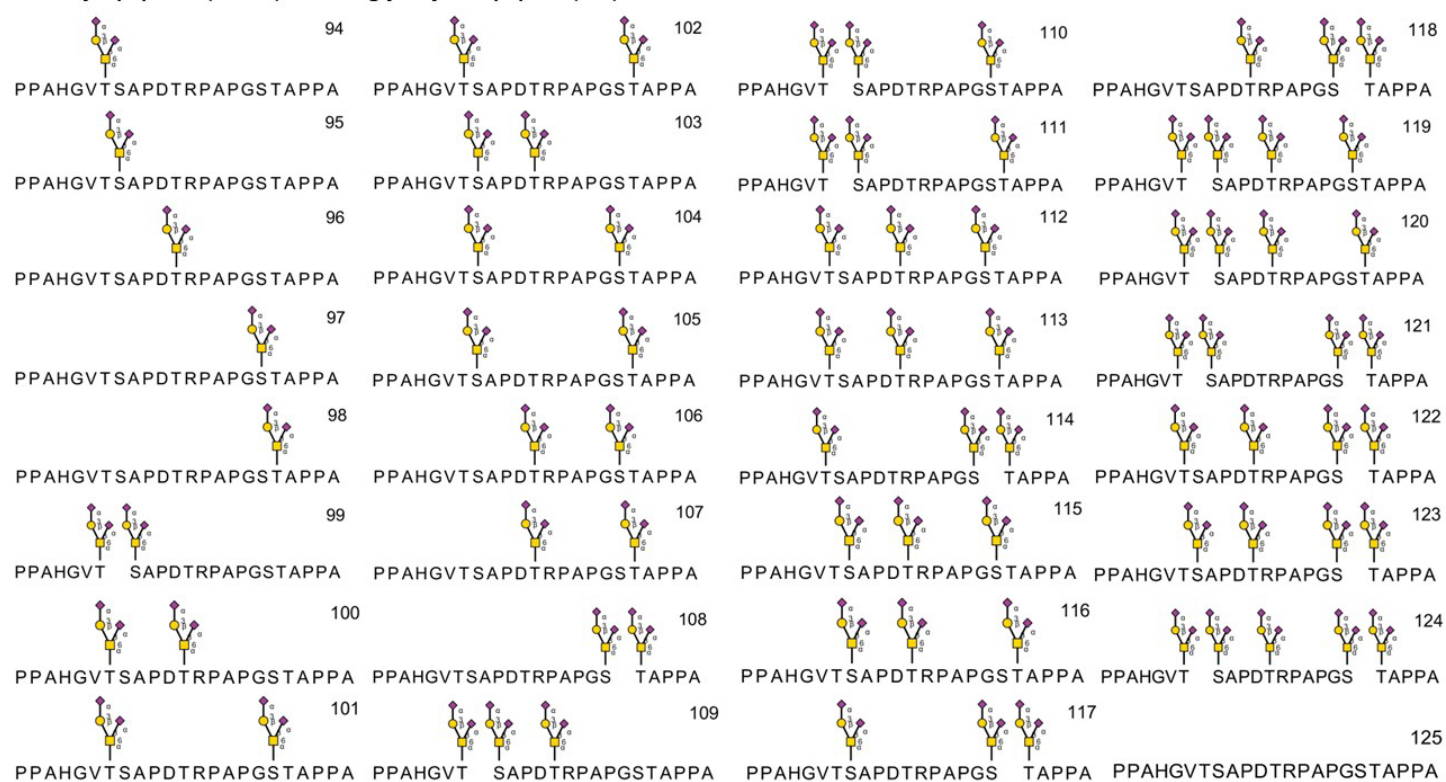 94
PPAHGVTSAPDTRPAPGSTAPPA
95
PPAHGVTSAPDTRPAPGSTAPPA
96
PPAHGVTSAPDTRPAPGSTAPPA
97
PPAHGVTSAPDTRPAPGSTAPPA
98
PPAHGVTSAPDTRPAPGSTAPPA
99
PPAHGVT SAPDTRPAPGSTAPPA
100
PPAHGVTSAPDTRPAPGSTAPPA
101
PPAHGVTSAPDTRPAPGSTAPPA
102
PPAHGVTSAPDTRPAPGSTAPPA
103
PPAHGVTSAPDTRPAPGSTAPPA
104
PPAHGVTSAPDTRPAPGSTAPPA
105
PPAHGVTSAPDTRPAPGSTAPPA
106
PPAHGVTSAPDTRPAPGSTAPPA
107
PPAHGVTSAPDTRPAPGSTAPPA
108
PPAHGVTSAPDTRPAPGS TAPPA
109
PPAHGVT SAPDTRPAPGSTAPPA
110
PPAHGVT SAPDTRPAPGSTAPPA
111
PPAHGVT SAPDTRPAPGSTAPPA
112
PPAHGVTSAPDTRPAPGSTAPPA
113
PPAHGVTSAPDTRPAPGSTAPPA
114
PPAHGVTSAPDTRPAPGS TAPPA
115
PPAHGVTSAPDTRPAPGSTAPPA
116
PPAHGVTSAPDTRPAPGSTAPPA
117
PPAHGVTSAPDTRPAPGS TAPPA
118
PPAHGVTSAPDTRPAPGS TAPPA
119
PPAHGVT SAPDTRPAPGSTAPPA
120
PPAHGVT SAPDTRPAPGSTAPPA
121
PPAHGVT SAPDTRPAPGS TAPPA
122
PPAHGVTSAPDTRPAPGS TAPPA
123
PPAHGVTSAPDTRPAPGS TAPPA
124
PPAHGVT SAPDTRPAPGS TAPPA
125
PPAHGVTSAPDTRPAPGSTAPPA